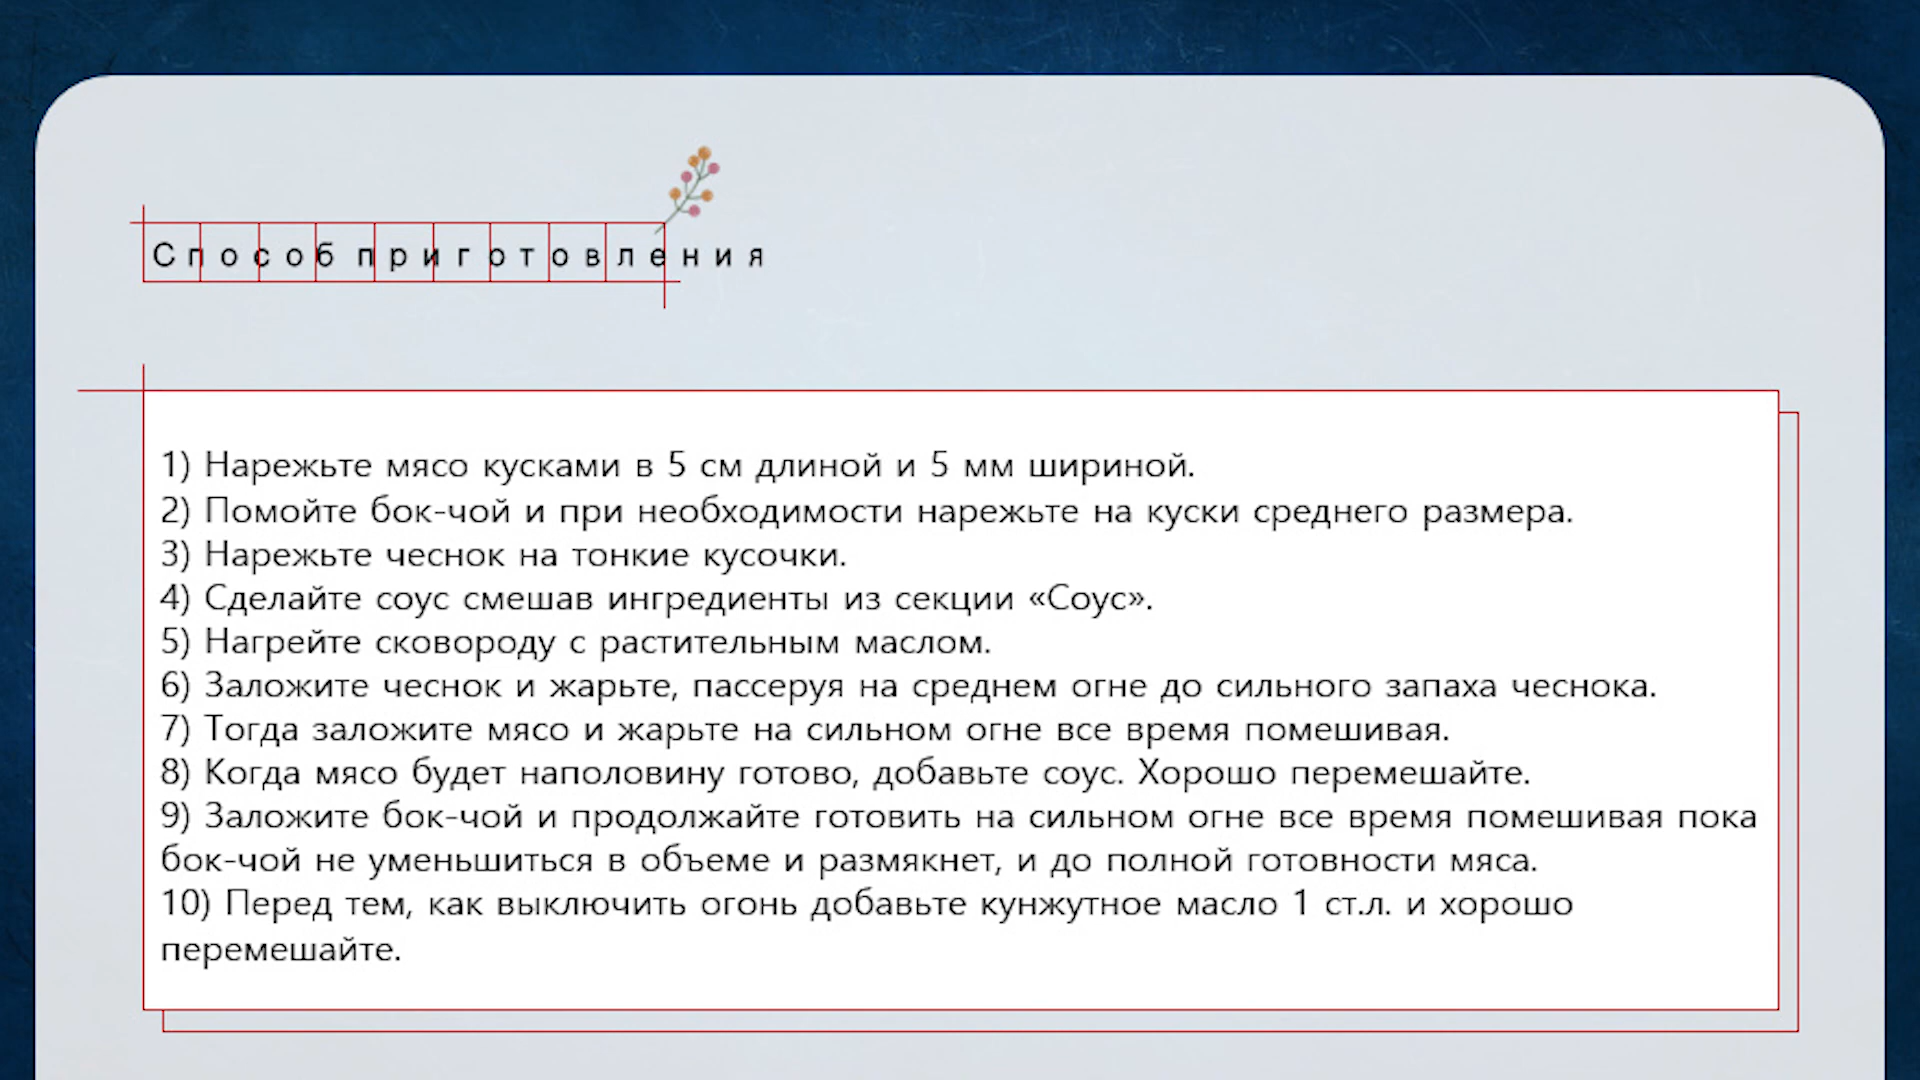 Способ приготовления
1) Нарежьте мясо кусками в 5 см длиной и 5 мм шириной.
2) Помойте бок-чой и при необходимости нарежьте на куски среднего размера.
3) Нарежьте чеснок на тонкие кусочки.
4) Сделайте соус смешав ингредиенты из секции «Соус».
5) Нагрейте сковороду с растительным маслом.
6) Заложите чеснок и жарьте, пассеруя на среднем огне до сильного запаха чеснока.
7) Тогда заложите мясо и жарьте на сильном огне все время помешивая.
8) Когда мясо будет наполовину готово, добавьте соус. Хорошо перемешайте.
9) Заложите бок-чой и продолжайте готовить на сильном огне все время помешивая пока
бок-чой не уменьшиться в объеме и размякнет, и до полной готовности мяса.
10) Перед тем, как выключить огонь добавьте кунжутное масло 1 ст.л. и хорошо
перемешайте.